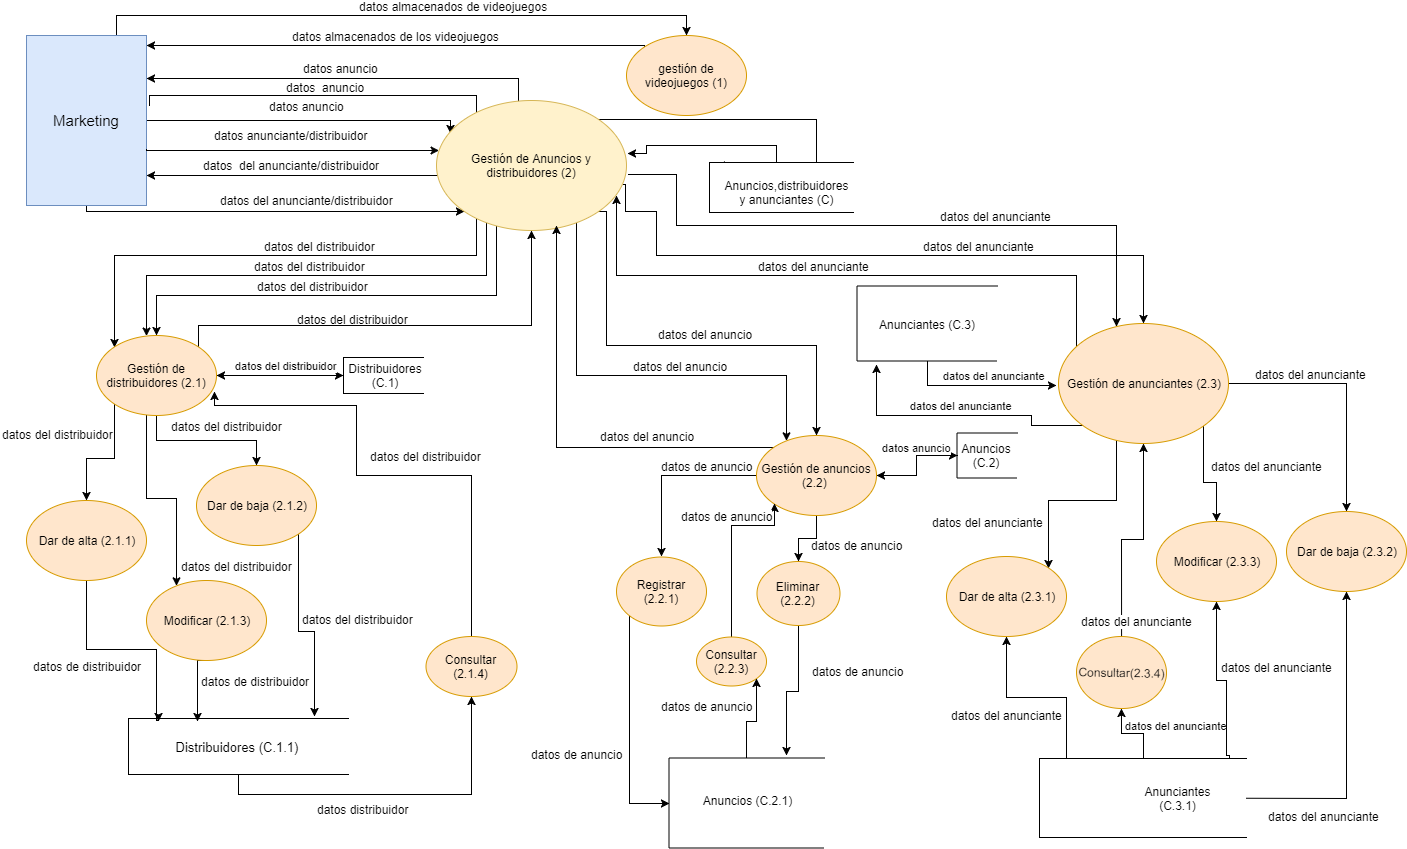 datos almacenados de videojuegos
datos almacenados de los videojuegos
gestión de
videojuegos (1)
Marketing
datos anuncio
datos  anuncio
datos anuncio
datos anunciante/distribuidor
datos  del anunciante/distribuidor
datos del anunciante/distribuidor
Gestión de Anuncios y
distribuidores (2)
Anuncios,distribuidores
y anunciantes (C)
datos del anunciante
datos del anunciante
datos del anunciante
datos del distribuidor
datos del distribuidor
datos del distribuidor
datos del distribuidor
datos del anuncio
datos del anuncio
datos del anuncio
Anunciantes (C.3)
datos del anunciante
datos del anunciante
Gestión de anunciantes (2.3)
datos del anunciante
Gestión de
distribuidores (2.1)
datos del distribuidor
Distribuidores
(C.1)
datos del distribuidor
datos del distribuidor
datos del distribuidor
Gestión de anuncios
(2.2)
datos anuncio
Anuncios
(C.2)
datos de anuncio
datos de anuncio
datos de anuncio
datos del anunciante
datos del anunciante
Dar de alta (2.1.1)
Dar de baja (2.1.2)
datos del distribuidor
Modificar (2.1.3)
datos del distribuidor
datos de distribuidor
datos de distribuidor
Consultar
(2.1.4)
Distribuidores (C.1.1)
datos distribuidor
Registrar
(2.2.1)
Eliminar
(2.2.2)
Consultar
(2.2.3)
datos de anuncio
datos de anuncio
datos de anuncio
Anuncios (C.2.1)
Dar de alta (2.3.1)
Modificar (2.3.3)
Dar de baja (2.3.2)
datos del anunciante
Consultar(2.3.4)
datos del anunciante
datos del anunciante
datos del anunciante
Anunciantes
(C.3.1)
datos del anunciante